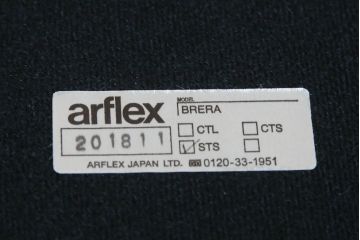 arflex
MODEL
BRERA
CTL CTS
201811
STS
ARFLEX JAPAN LTD. 0120-33-1951